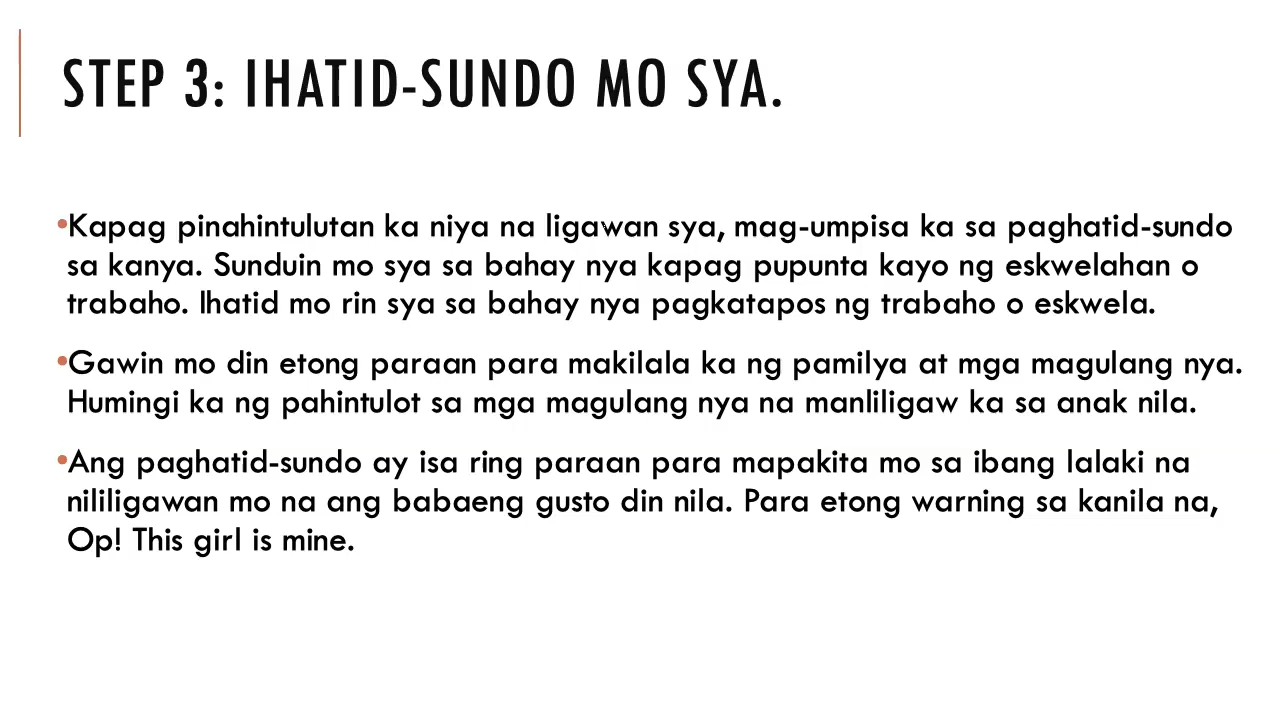 STEP 3: IHATID-SUNDO MO SYA.
•Kapag pinahintulutan ka niya na ligawan sya, mag-umpisa ka sa paghatid-sundo
sa kanya. Sunduin mo sya sa bahay nya kapag pupunta kayo ng eskwelahan o
trabaho. Ihatid mo rin sya sa bahay nya pagkatapos ng trabaho o eskwela.
•Gawin mo din etong paraan para makilala ka ng pamilya at mga magulang nya.
Humingi ka ng pahintulot sa mga magulang nya na manliligaw ka sa anak nila.
•Ang paghatid-sundo ay isa ring paraan para mapakita mo sa ibang lalaki na
nililigawan mo na ang babaeng gusto din nila. Para etong warning sa kanila na,
Op! This girl is mine.